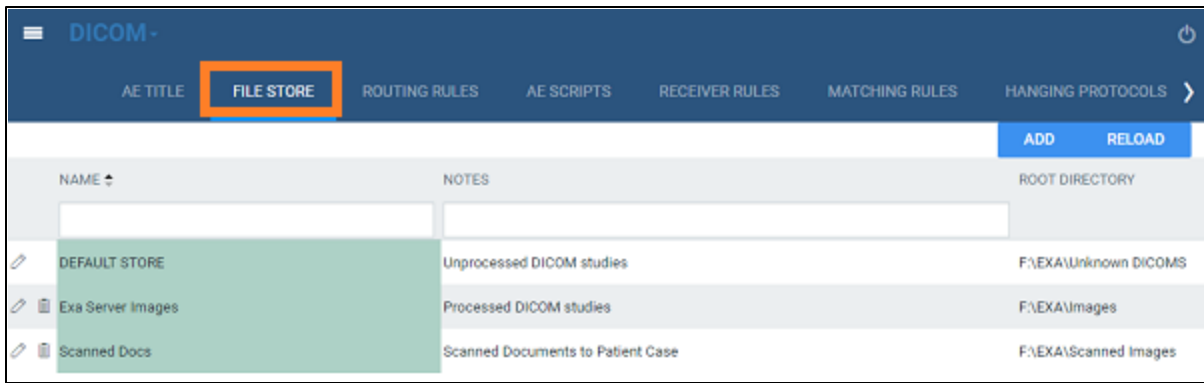 DICOM
AE TITLE FILE STORE ROUTING RULES AE SCRIPTS RECEIVER RULES MATCHING RULES HANGING PROTOCOLS
ADD RELOAD
NAME NOTES ROOT DIRECTORY
DEFAULT STORE Unprocessed DICOM studies F:\EXA\Unknown DICOMS
Exa Server Images Processed DICOM studies F:\EXA\Images
Scanned Docs Scanned Documents to Patient Case F:\EXA\Scanned Images